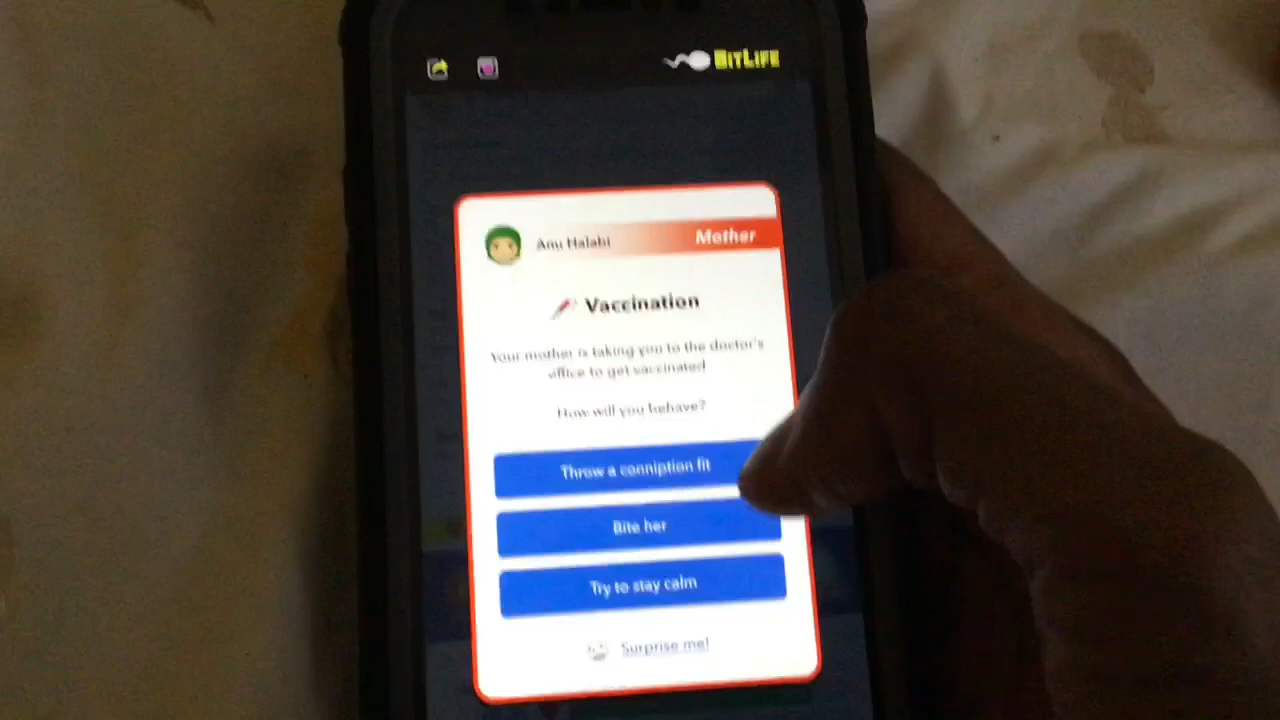 BITLIFE
Anu Halabi
Mother
Vaccination
Your mother is taking you to the doctor's
office to get vaccinated
How will you behave?
Throw a conniption fit
Bite her
Try to stay calm
Surprise me!